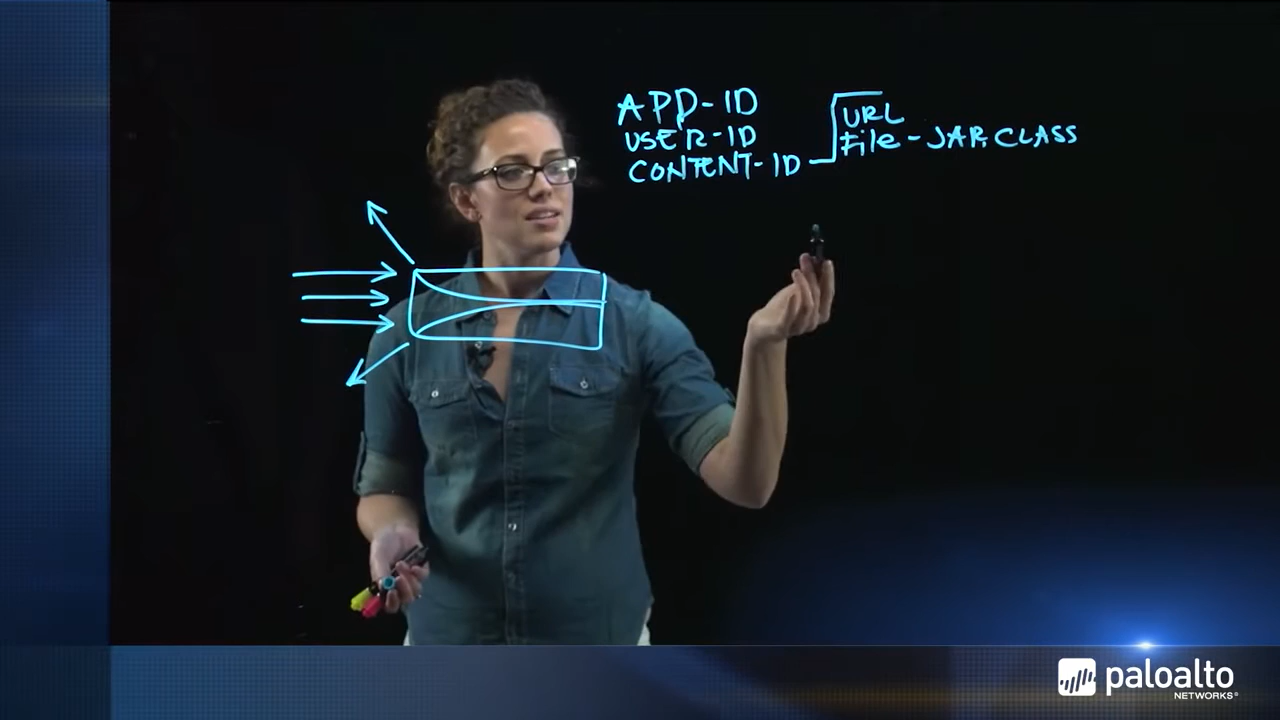 APP-ID
USER-ID
CONTENT-ID
URL
File - JAR. CLASS
paloalto
NETWORKS®